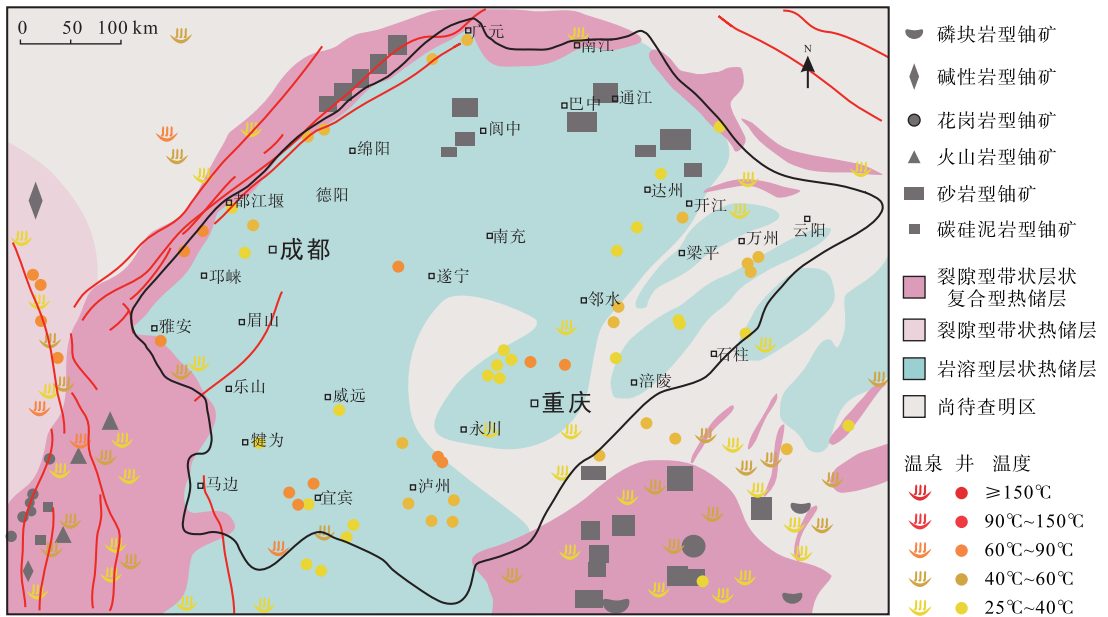 0 50 100 km
N
广元
南江
巴中
通江
阆中
绵阳
都江堰
德阳
达州
开江
成都
南充
万州
云阳
梁平
邛崃
遂宁
邻水
雅安
眉山
石柱
乐山
威远
涪陵
重庆
永川
犍为
马边
宜宾
泸州
磷块岩型铀矿
碱性岩型铀矿
花岗岩型铀矿
火山岩型铀矿
砂岩型铀矿
碳硅泥岩型铀矿
裂隙型带状层状
复合型热储层
裂隙型带状热储层
岩溶型层状热储层
尚待查明区
温泉 井 温度
≥150℃
90℃~150℃
60℃~90℃
40℃~60℃
25℃~40℃